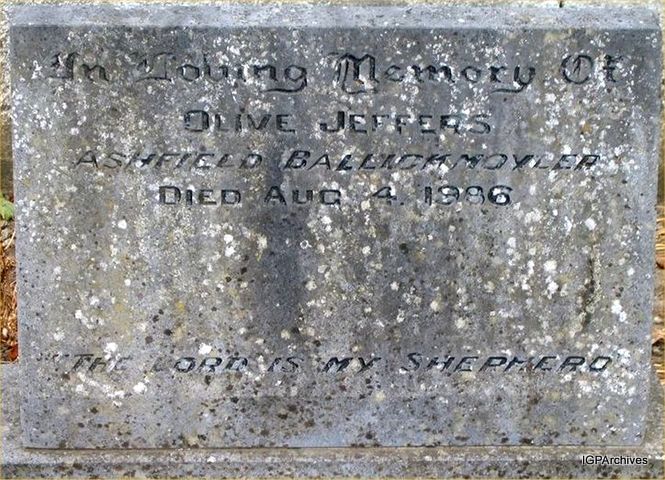 In Loving Memory Of
Olive Jeffers
Ashfield Ballickmoyler
Died Aug 4. 1986
"The Lord is my Shepherd"
IGPArchives